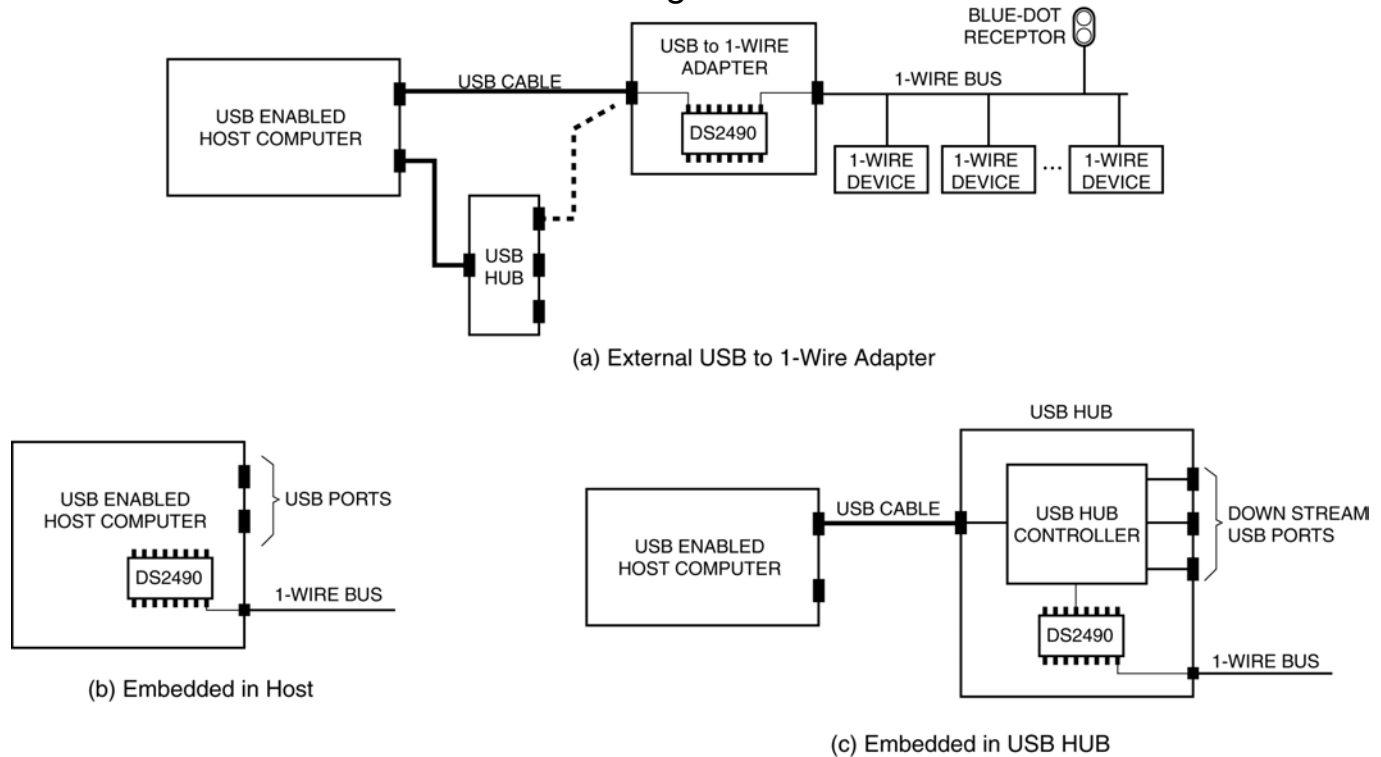 BLUE-DOT
RECEPTOR
USB to 1-WIRE
ADAPTER
USB CABLE
1-WIRE BUS
USB ENABLED
HOST COMPUTER
DS2490
1-WIRE
DEVICE
1-WIRE
DEVICE
...
1-WIRE
DEVICE
USB
HUB
(a) External USB to 1-Wire Adapter
USB ENABLED
HOST COMPUTER
USB PORTS
DS2490
1-WIRE BUS
(b) Embedded in Host
USB HUB
USB ENABLED
HOST COMPUTER
USB CABLE
USB HUB
CONTROLLER
DOWN STREAM
USB PORTS
DS2490
1-WIRE BUS
(c) Embedded in USB HUB